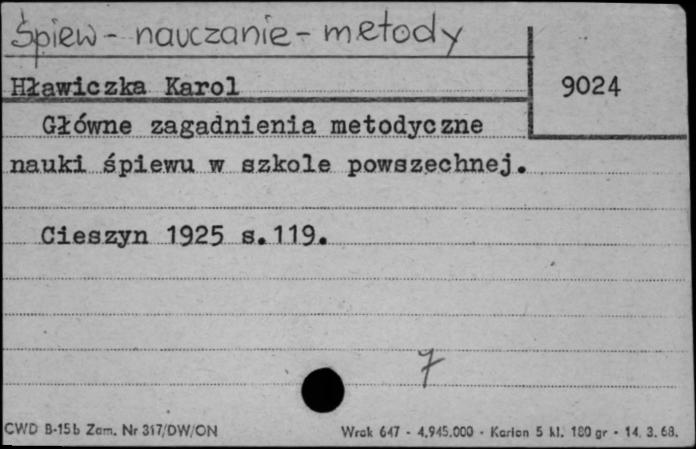 Śpiew - nauczanie - metody
Hławiczka Karol
9024
Główne zagadnienia metodyczne
nauki śpiewu w szkole powszechnej.
Cieszyn 1925 s.119.
7
CWD B-15b Zam. Nr 317/DW/ON
Wrak 647 - 4.945.000 - Karton 5 kl. 180 gr - 14. 3. 68.